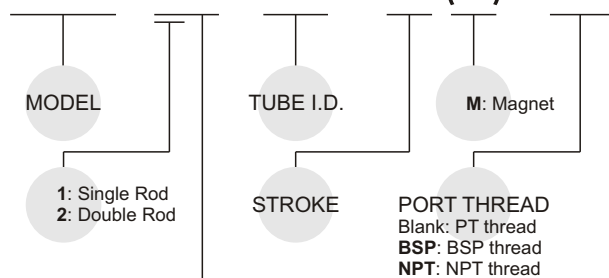 MODEL
TUBE I.D.
M: Magnet
1: Single Rod
2: Double Rod
STROKE
PORT THREAD
Blank: PT thread
BSP: BSP thread
NPT: NPT thread